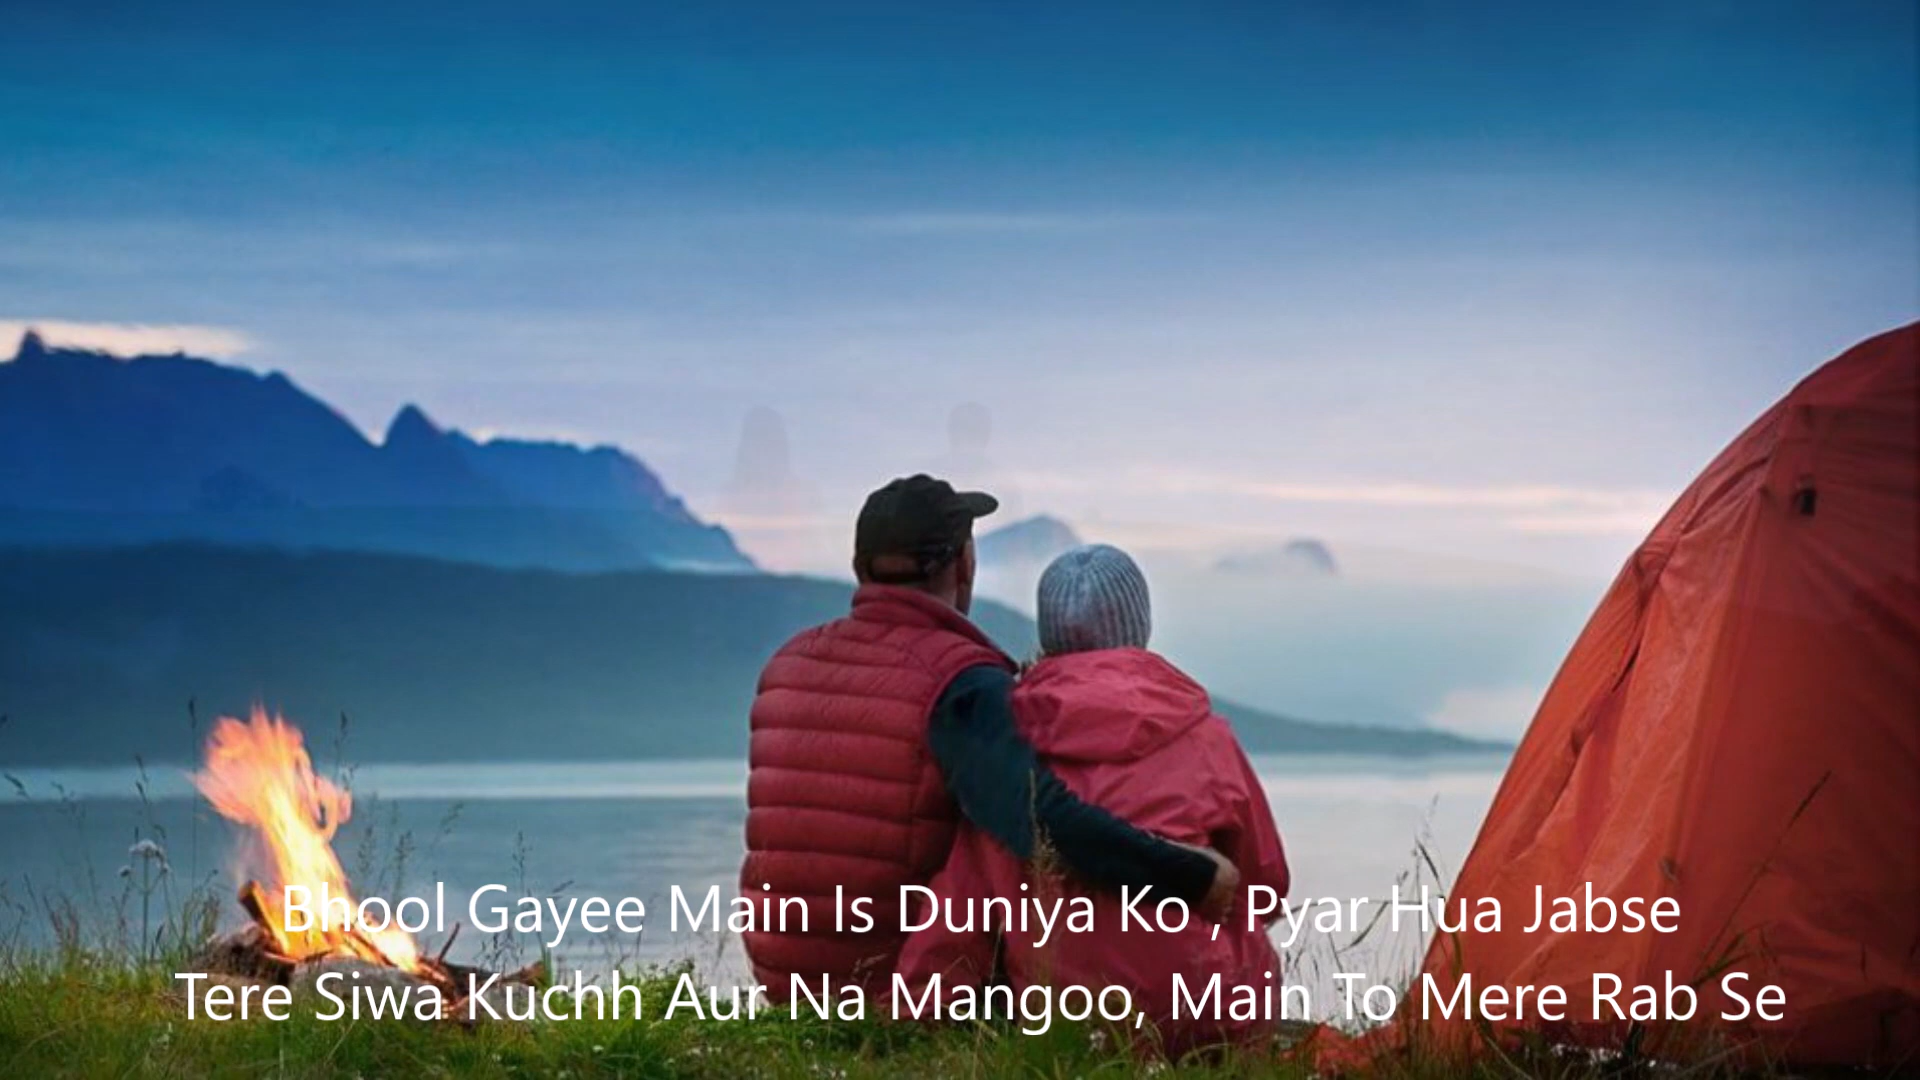 Bhool Gayee Main Is Duniya Ko , Pyar Hua Jabse
Tere Siwa Kuchh Aur Na Mangoo, Main To Mere Rab Se